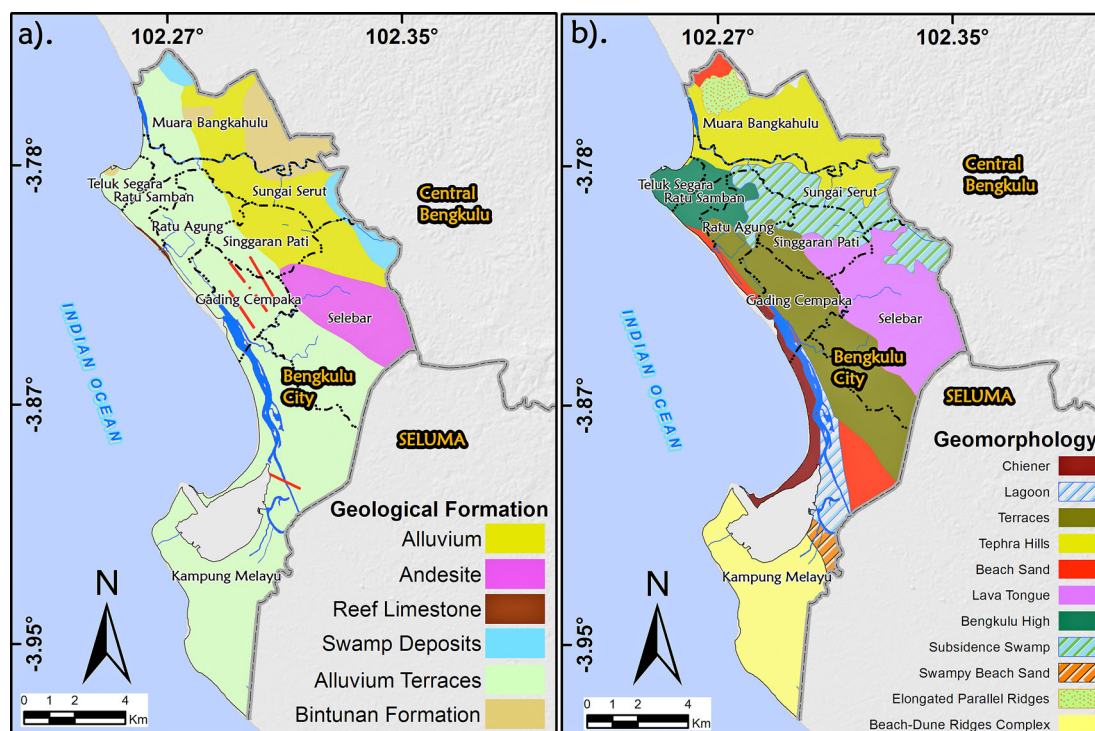 a).
102.27°
102.35°
-3.78°
-3.87°
-3.95°
Muara Bangkahulu
Teluk Segara
Ratu Samban
Sungai Serut
Central
Bengkulu
Ratu Agung
Singgaran Pati
Gading Cempaka
Selebar
INDIAN OCEAN
Bengkulu
City
SELUMA
Kampung Melayu
N
0 1 2 4
Km
Geological Formation
Alluvium
Andesite
Reef Limestone
Swamp Deposits
Alluvium Terraces
Bintunan Formation
b).
102.27°
102.35°
-3.78°
-3.87°
-3.95°
Muara Bangkahulu
Teluk Segara
Ratu Samban
Sungai Serut
Central
Bengkulu
Ratu Agung
Singgaran Pati
Gading Cempaka
Selebar
INDIAN OCEAN
Bengkulu
City
SELUMA
Kampung Melayu
N
0 1 2 4
Km
Geomorphology
Chiener
Lagoon
Terraces
Tephra Hills
Beach Sand
Lava Tongue
Bengkulu High
Subsidence Swamp
Swampy Beach Sand
Elongated Parallel Ridges
Beach-Dune Ridges Complex